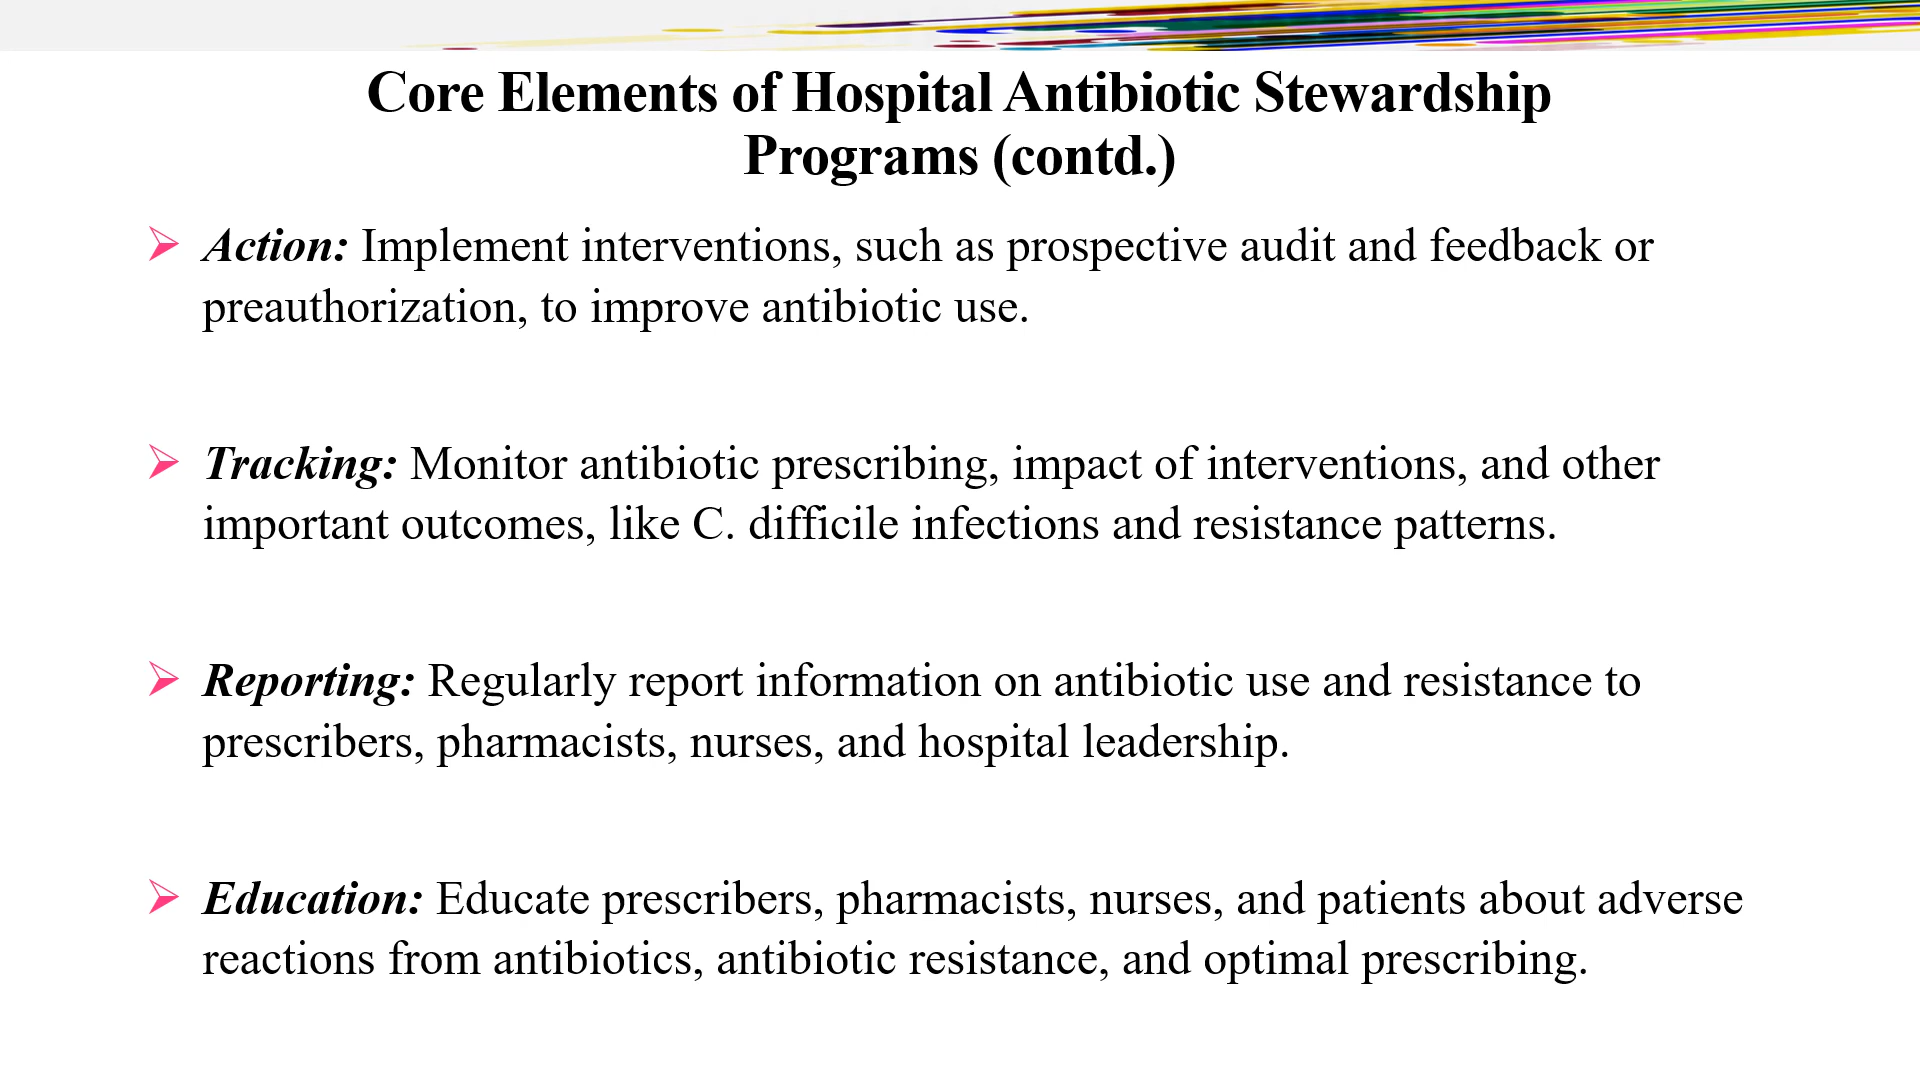 Core Elements of Hospital Antibiotic Stewardship
Programs (contd.)
Action: Implement interventions, such as prospective audit and feedback or
preauthorization, to improve antibiotic use.
Tracking: Monitor antibiotic prescribing, impact of interventions, and other
important outcomes, like C. difficile infections and resistance patterns.
Reporting: Regularly report information on antibiotic use and resistance to
prescribers, pharmacists, nurses, and hospital leadership.
Education: Educate prescribers, pharmacists, nurses, and patients about adverse
reactions from antibiotics, antibiotic resistance, and optimal prescribing.